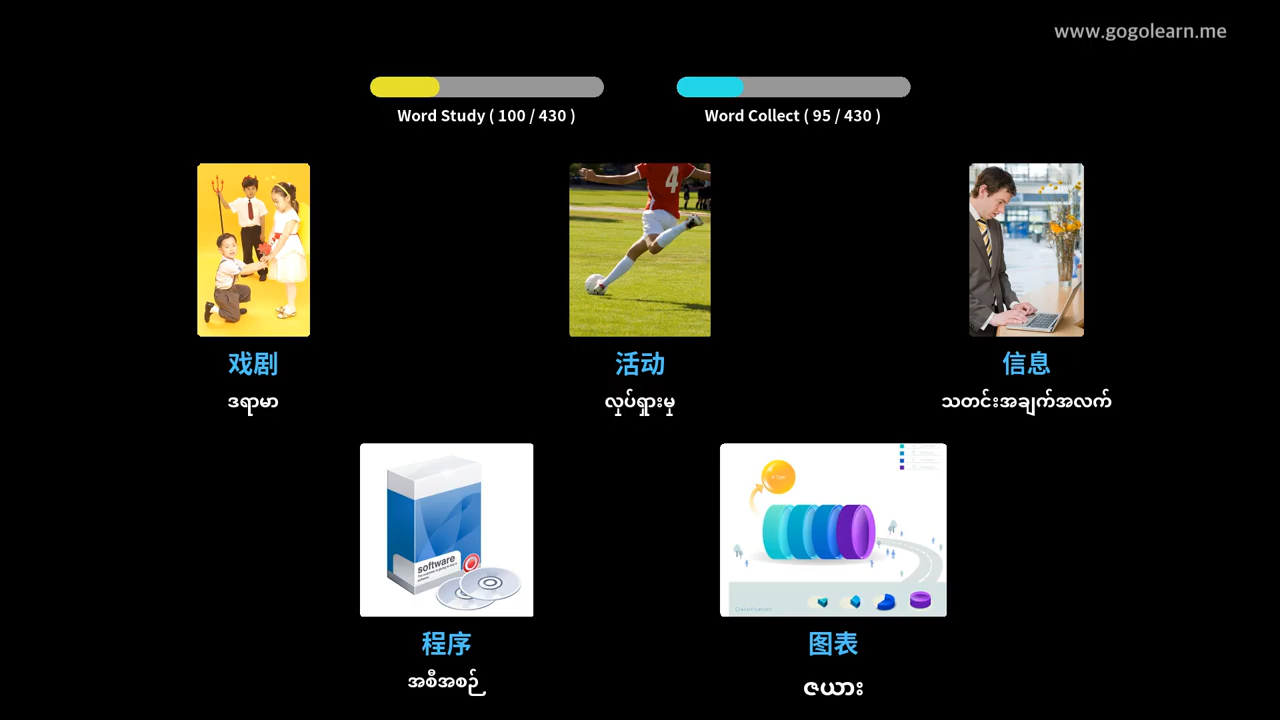 www.gogolearn.me
Word Study ( 100 / 430 )
Word Collect ( 95 / 430 )
4
戏剧
活动
信息
ဒရာမာ
လှုပ်ရှားမှု
သတင်းအချက်အလက်
software
程序
图表
အစီအစဉ်
ဇယား